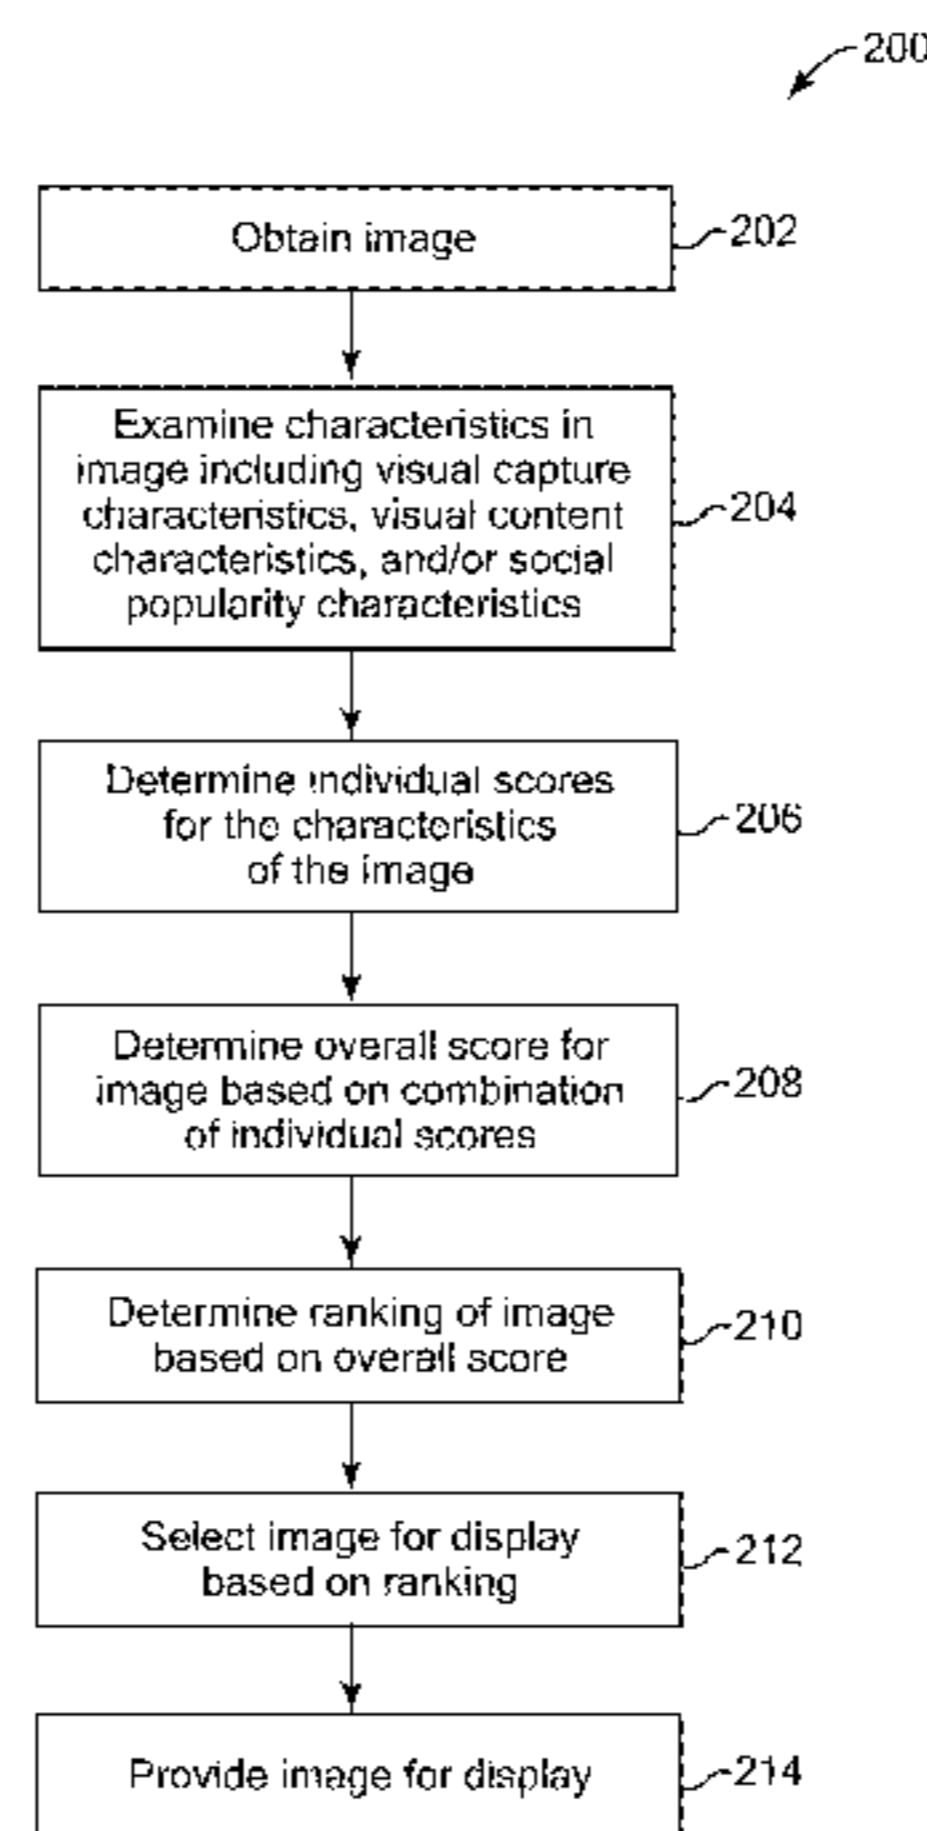 200
Obtain image
202
Examine characteristics in
image including visual capture
characteristics, visual content
characteristics, and/or social
popularity characteristics
204
Determine individual scores
for the characteristics
of the image
206
Determine overall score for
image based on combination
of individual scores
208
Determine ranking of image
based on overall score
210
Select image for display
based on ranking
212
Provide image for display
214